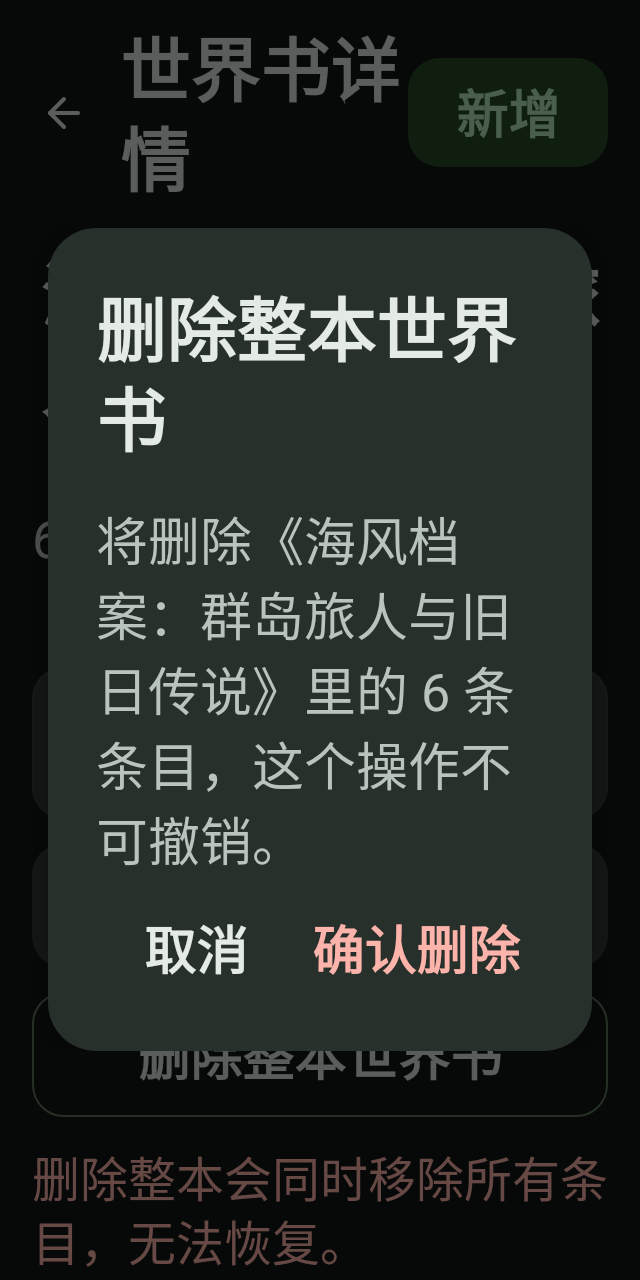 世界书详
情
新增
删除整本世界
书
将删除《海风档
案：群岛旅人与旧
日传说》里的 6 条
条目，这个操作不
可撤销。
取消
确认删除
删除整本世界书
删除整本会同时移除所有条
目，无法恢复。